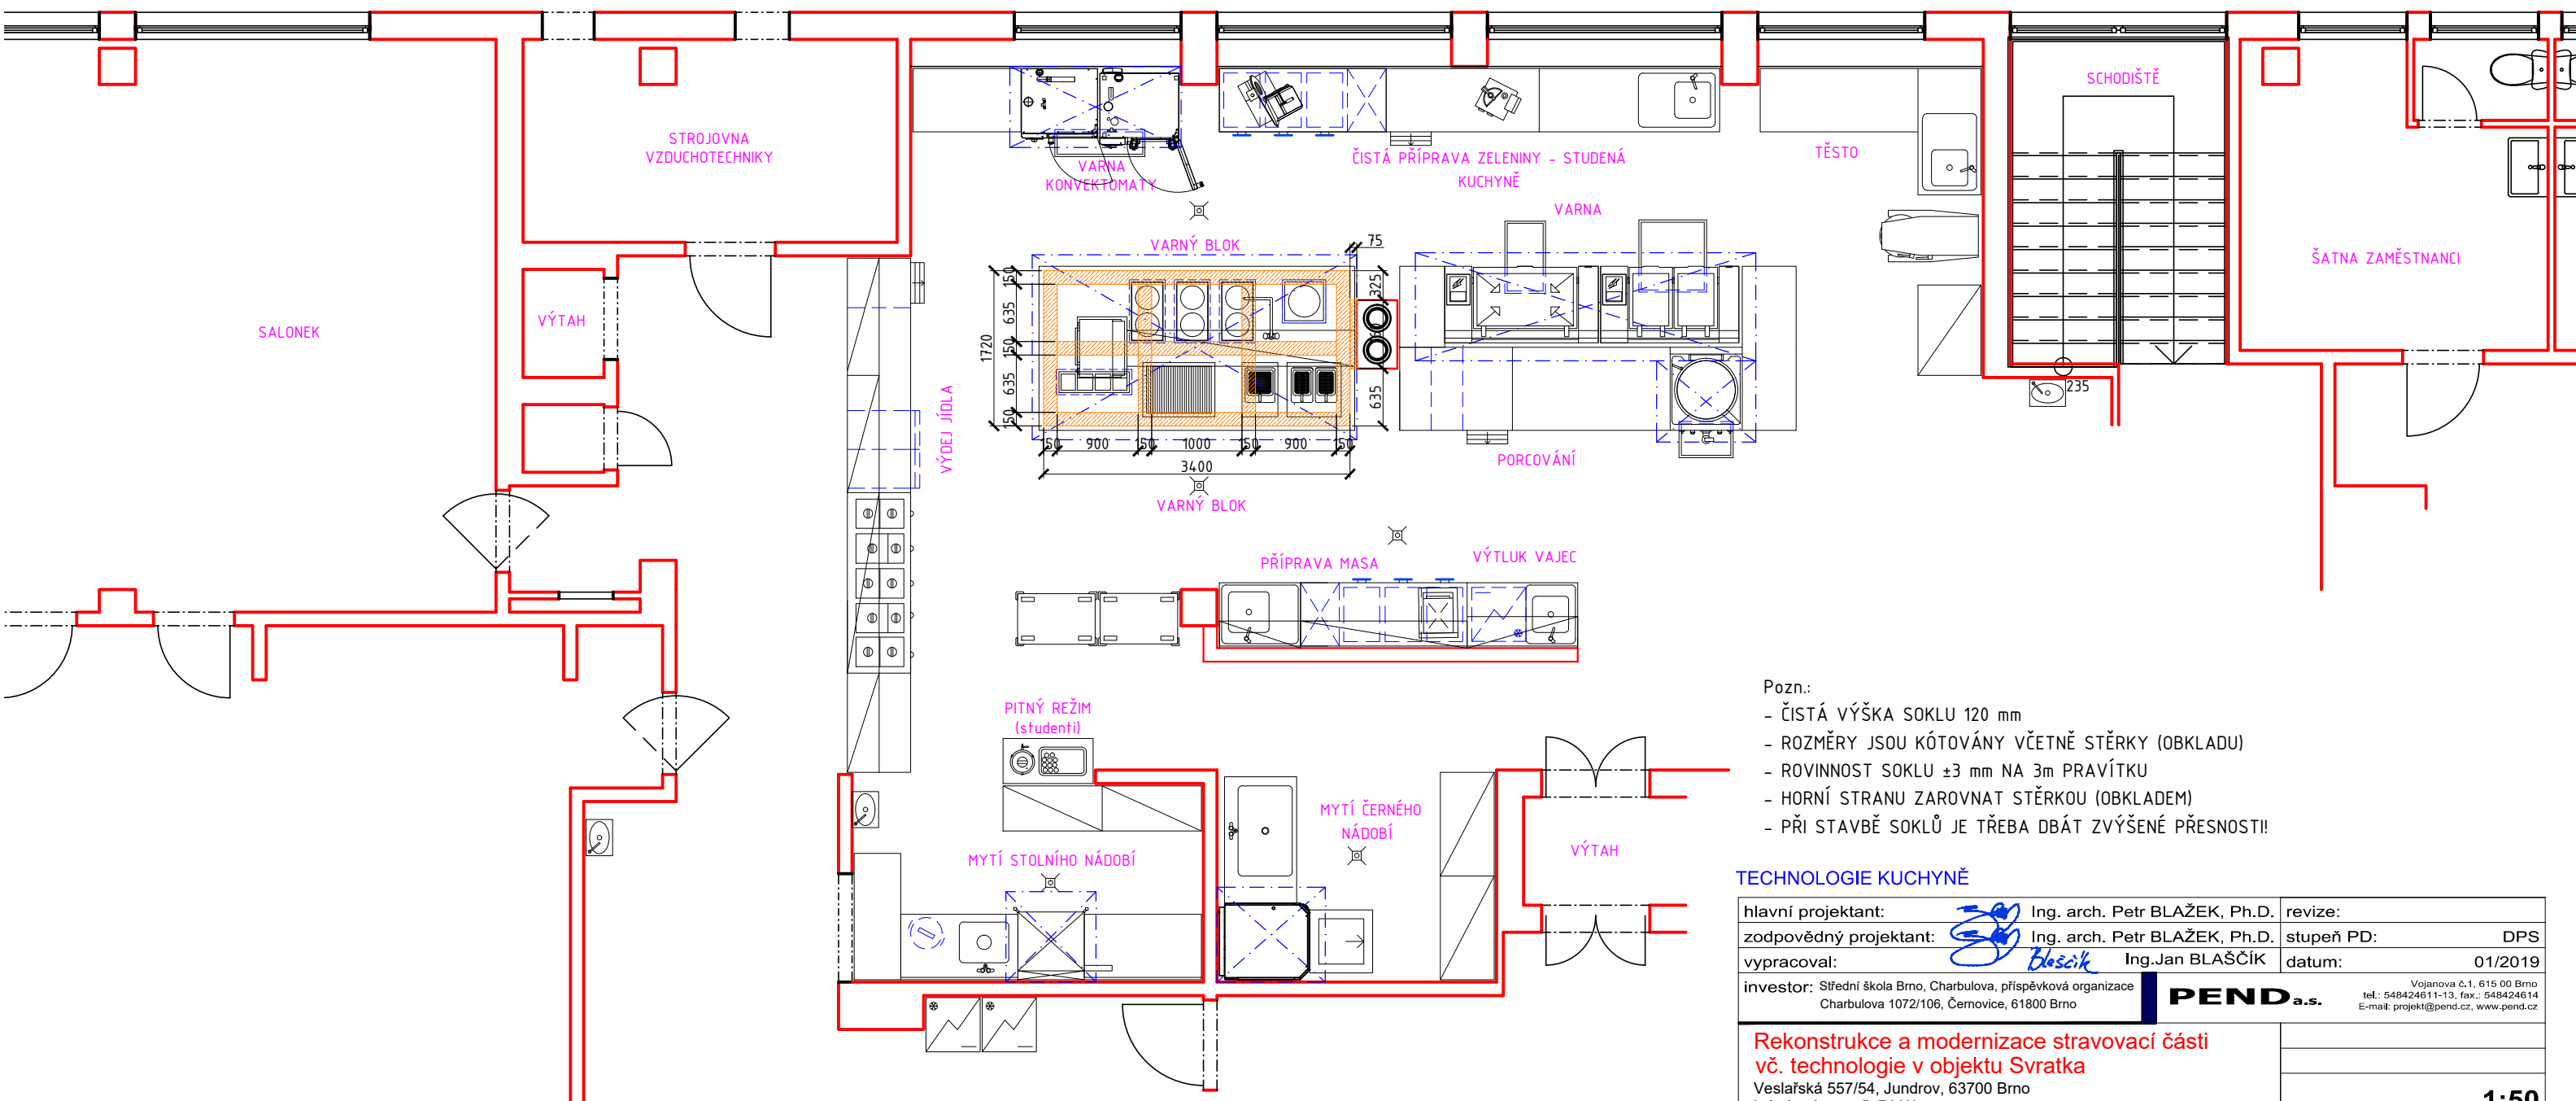 SCHODIŠTĚ
STROJOVNA
VZDUCHOTECHNIKY
VARNA
KONVEKTOMATY
ČISTÁ PŘÍPRAVA ZELENINY - STUDENÁ
KUCHYNĚ
TĚSTO
VARNA
VARNÝ BLOK
75
ŠATNA ZAMĚSTNANCI
SALONEK
VÝTAH
150
635
150
635
150
1720
325
635
150
900
150
1000
150
900
150
3400
VARNÝ BLOK
VÝDEJ JÍDLA
PORCOVÁNÍ
235
PŘÍPRAVA MASA
VÝTLUK VAJEC
PITNÝ REŽIM
(studenti)
MYTÍ STOLNÍHO NÁDOBÍ
MYTÍ ČERNÉHO
NÁDOBÍ
VÝTAH
Pozn.:
- ČISTÁ VÝŠKA SOKLU 120 mm
- ROZMĚRY JSOU KÓTOVÁNY VČETNĚ STĚRKY (OBKLADU)
- ROVINNOST SOKLU ±3 mm NA 3m PRAVÍTKU
- HORNÍ STRANU ZAROVNAT STĚRKOU (OBKLADEM)
- PŘI STAVBĚ SOKLŮ JE TŘEBA DBÁT ZVÝŠENÉ PŘESNOSTI!
TECHNOLOGIE KUCHYNĚ
hlavní projektant: Ing. arch. Petr BLAŽEK, Ph.D. revize:
zodpovědný projektant: Ing. arch. Petr BLAŽEK, Ph.D. stupeň PD: DPS
vypracoval: Blaščík Ing.Jan BLAŠČÍK datum: 01/2019
investor: Střední škola Brno, Charbulova, příspěvková organizace
Charbulova 1072/106, Černovice, 61800 Brno
PEND a.s.
Vojanova č.1, 615 00 Brno
tel.: 548424611-13, fax.: 548424614
E-mail: projekt@pend.cz, www.pend.cz
Rekonstrukce a modernizace stravovací části
vč. technologie v objektu Svratka
Veslařská 557/54, Jundrov, 63700 Brno
1:50